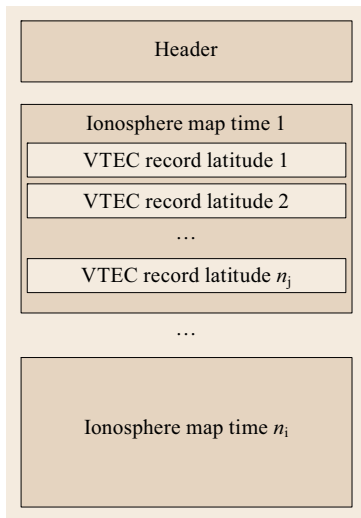 Header
Ionosphere map time 1
VTEC record latitude 1
VTEC record latitude 2
…
VTEC record latitude nj
…
Ionosphere map time ni